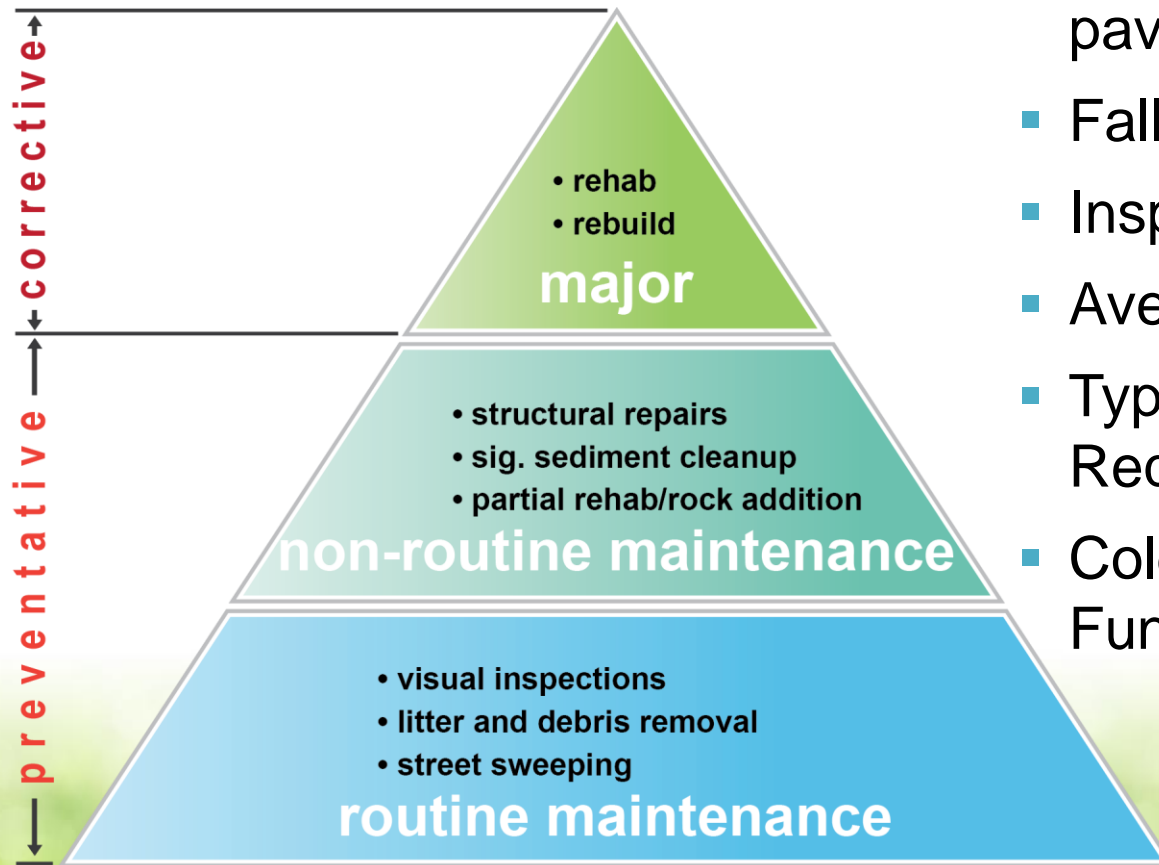 corrective
• rehab
• rebuild
major
preventative
• structural repairs
• sig. sediment cleanup
• partial rehab/rock addition
non-routine maintenance
• visual inspections
• litter and debris removal
• street sweeping
routine maintenance
pav
▪ Fall
▪ Insp
▪ Ave
▪ Typ
Rec
▪ Col
Fun